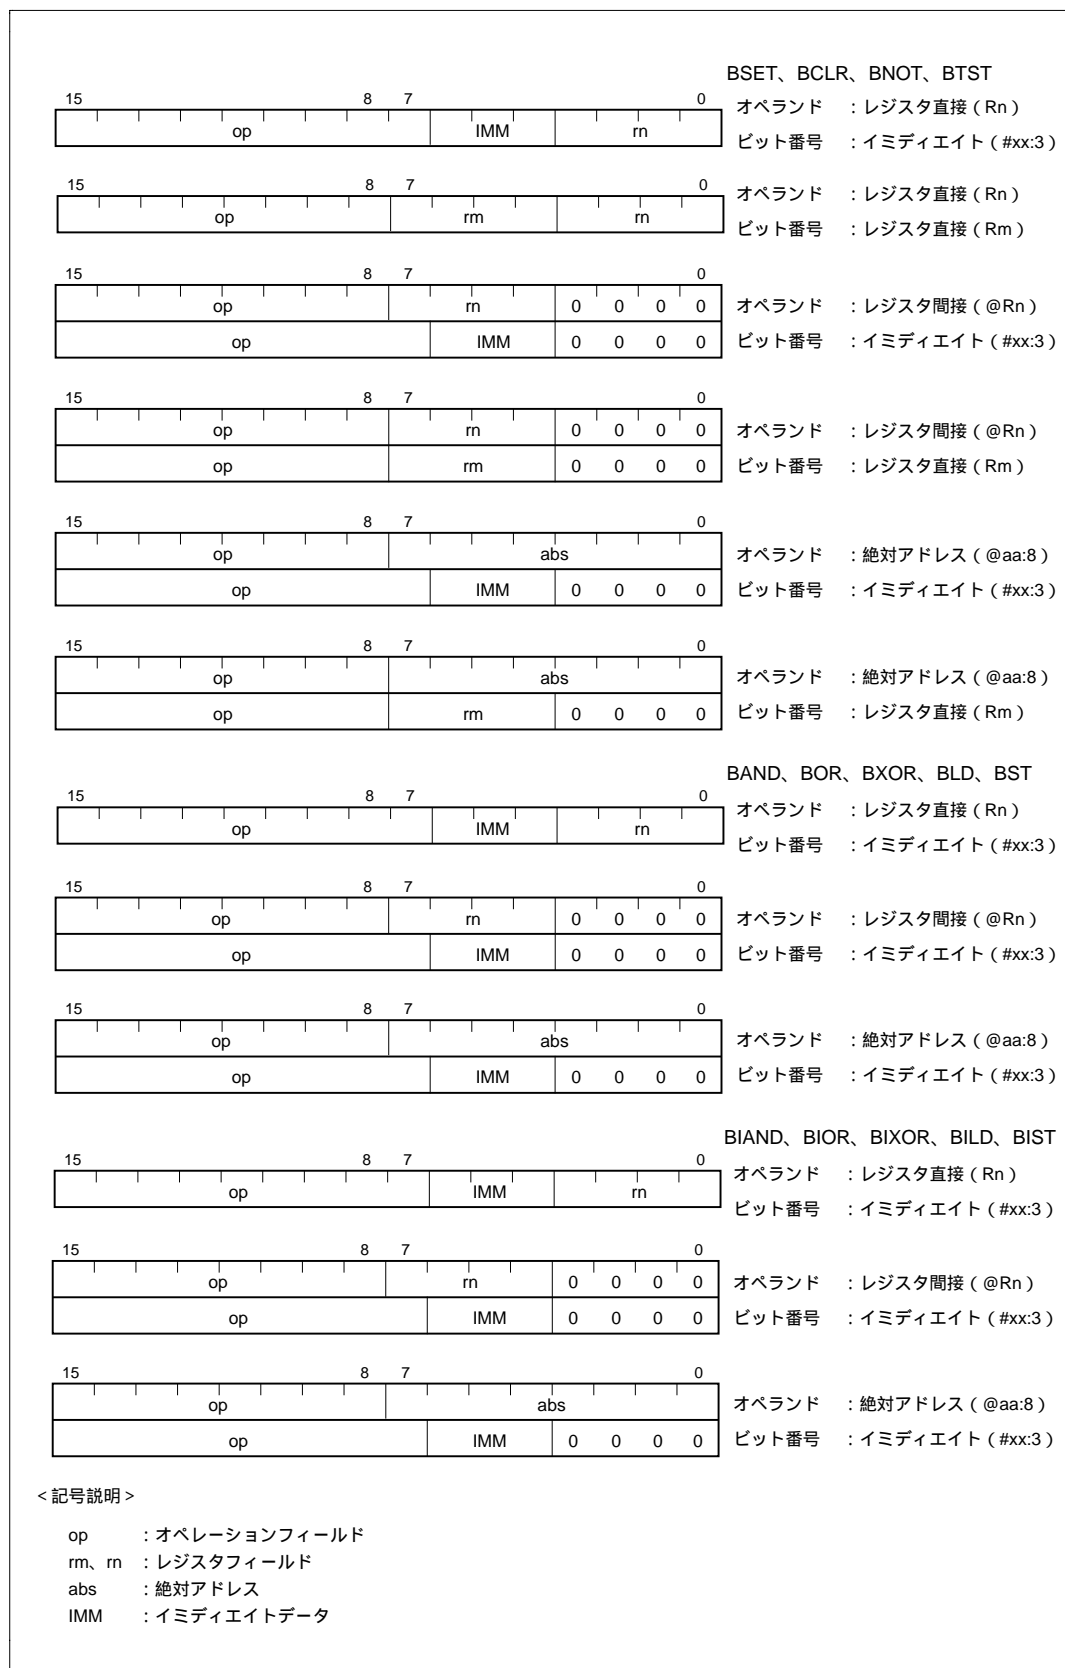 BSET、BCLR、BNOT、BTST
15 8 7 0
op IMM rn
オペランド :レジスタ直接(Rn)
ビット番号 :イミディエイト(#xx:3)
15 8 7 0
op rm rn
オペランド :レジスタ直接(Rn)
ビット番号 :レジスタ直接(Rm)
15 8 7 0
op rn 0 0 0 0
op IMM 0 0 0 0
オペランド :レジスタ間接(@Rn)
ビット番号 :イミディエイト(#xx:3)
15 8 7 0
op rn 0 0 0 0
op rm 0 0 0 0
オペランド :レジスタ間接(@Rn)
ビット番号 :レジスタ直接(Rm)
15 8 7 0
op abs
op IMM 0 0 0 0
オペランド :絶対アドレス(@aa:8)
ビット番号 :イミディエイト(#xx:3)
15 8 7 0
op abs
op rm 0 0 0 0
オペランド :絶対アドレス(@aa:8)
ビット番号 :レジスタ直接(Rm)
BAND、BOR、BXOR、BLD、BST
15 8 7 0
op IMM rn
オペランド :レジスタ直接(Rn)
ビット番号 :イミディエイト(#xx:3)
15 8 7 0
op rn 0 0 0 0
op IMM 0 0 0 0
オペランド :レジスタ間接(@Rn)
ビット番号 :イミディエイト(#xx:3)
15 8 7 0
op abs
op IMM 0 0 0 0
オペランド :絶対アドレス(@aa:8)
ビット番号 :イミディエイト(#xx:3)
BIAND、BIOR、BIXOR、BILD、BIST
15 8 7 0
op IMM rn
オペランド :レジスタ直接(Rn)
ビット番号 :イミディエイト(#xx:3)
15 8 7 0
op rn 0 0 0 0
op IMM 0 0 0 0
オペランド :レジスタ間接(@Rn)
ビット番号 :イミディエイト(#xx:3)
15 8 7 0
op abs
op IMM 0 0 0 0
オペランド :絶対アドレス(@aa:8)
ビット番号 :イミディエイト(#xx:3)
<記号説明>
op :オペレーションフィールド
rm、rn :レジスタフィールド
abs :絶対アドレス
IMM :イミディエイトデータ